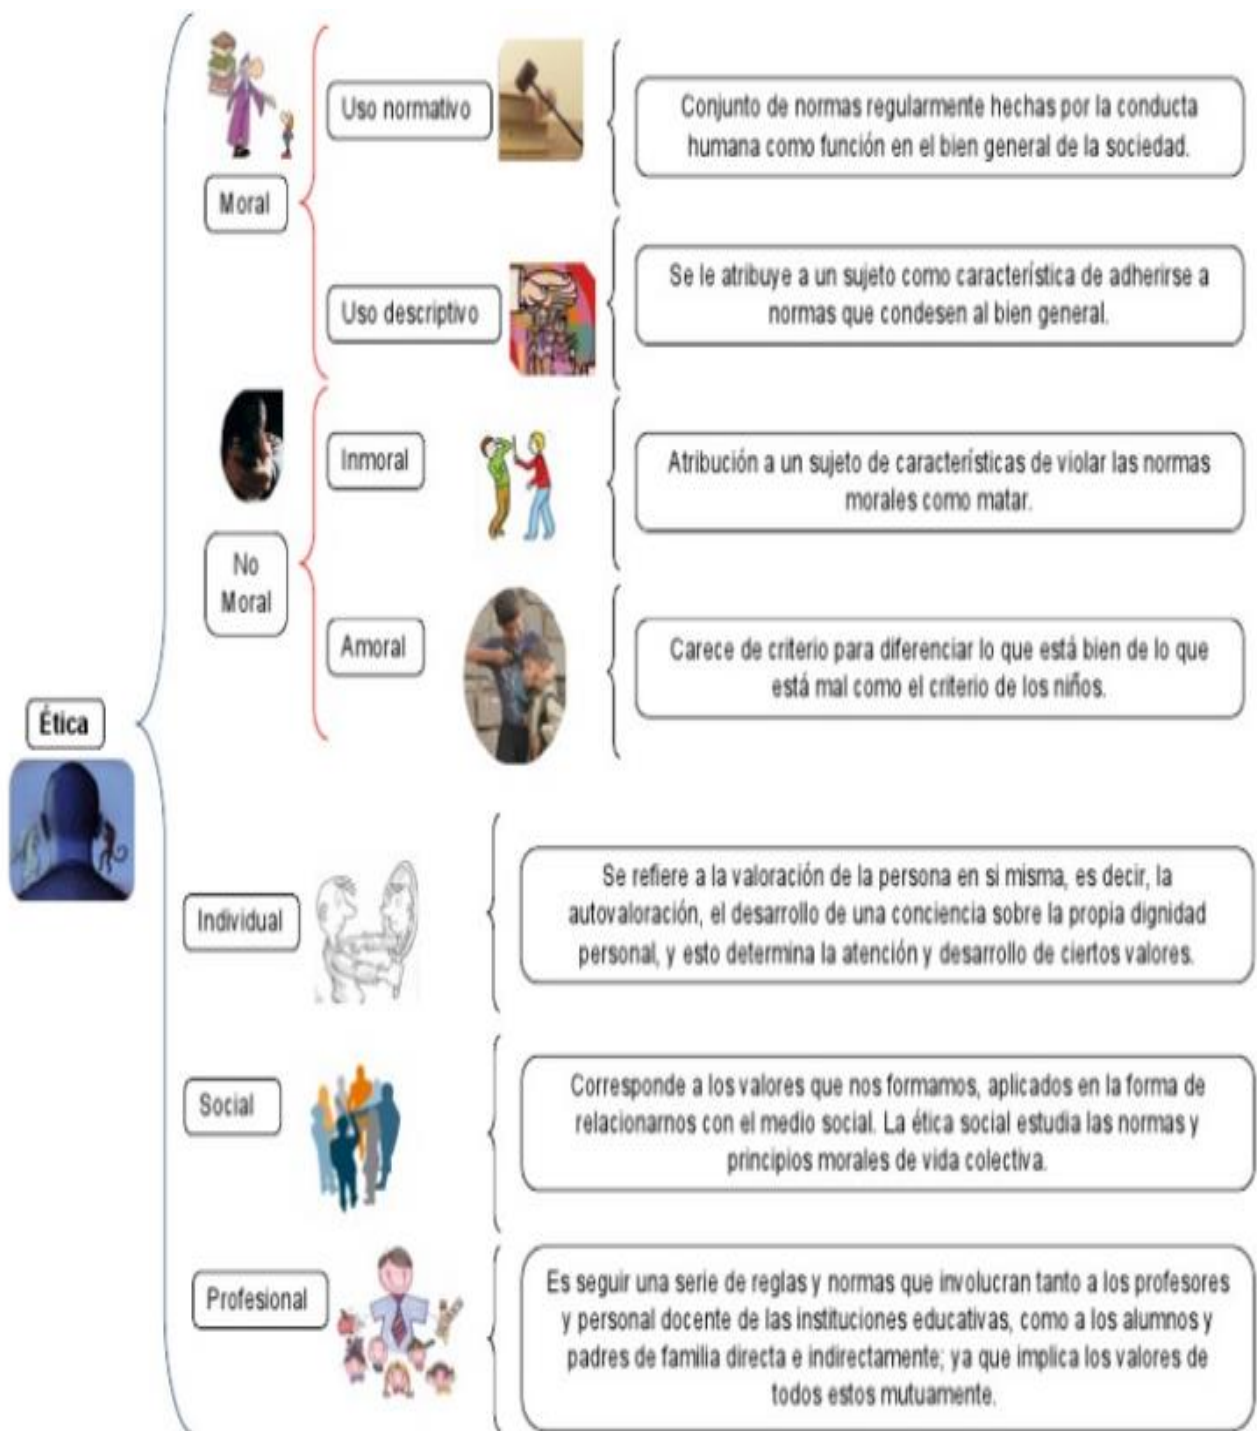 Ética
Moral
Uso normativo
Conjunto de normas regularmente hechas por la conducta
humana como función en el bien general de la sociedad.
Uso descriptivo
Se le atribuye a un sujeto como característica de adherirse a
normas que condesen al bien general.
No
Moral
Inmoral
Atribución a un sujeto de características de violar las normas
morales como matar.
Amoral
Carece de criterio para diferenciar lo que está bien de lo que
está mal como el criterio de los niños.
Individual
Se refiere a la valoración de la persona en si misma, es decir, la
autovaloración, el desarrollo de una conciencia sobre la propia dignidad
personal, y esto determina la atención y desarrollo de ciertos valores.
Social
Corresponde a los valores que nos formamos, aplicados en la forma de
relacionarnos con el medio social. La ética social estudia las normas y
principios morales de vida colectiva.
Profesional
Es seguir una serie de reglas y normas que involucran tanto a los profesores
y personal docente de las instituciones educativas, como a los alumnos y
padres de familia directa e indirectamente; ya que implica los valores de
todos estos mutuamente.